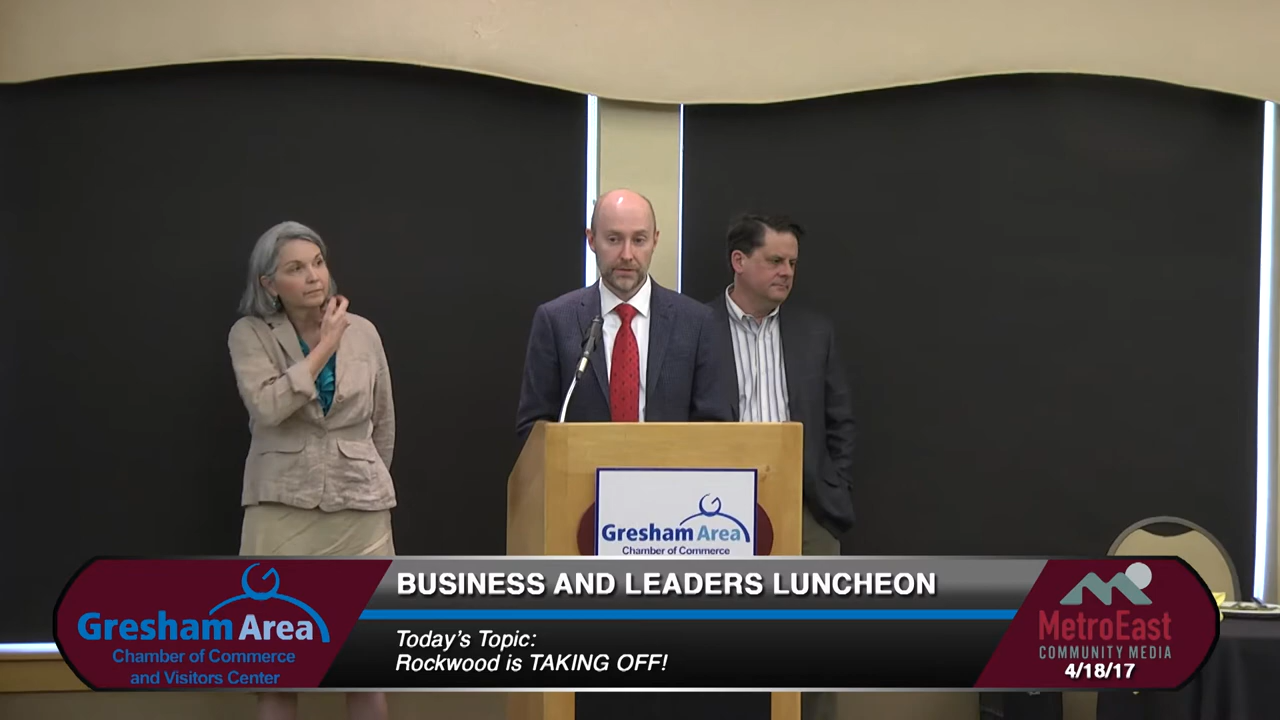 Gresham Area
Chamber of Commerce
BUSINESS AND LEADERS LUNCHEON
Gresham Area
Chamber of Commerce
and Visitors Center
Today's Topic:
Rockwood is TAKING OFF!
MetroEast
COMMUNITY MEDIA
4/18/17